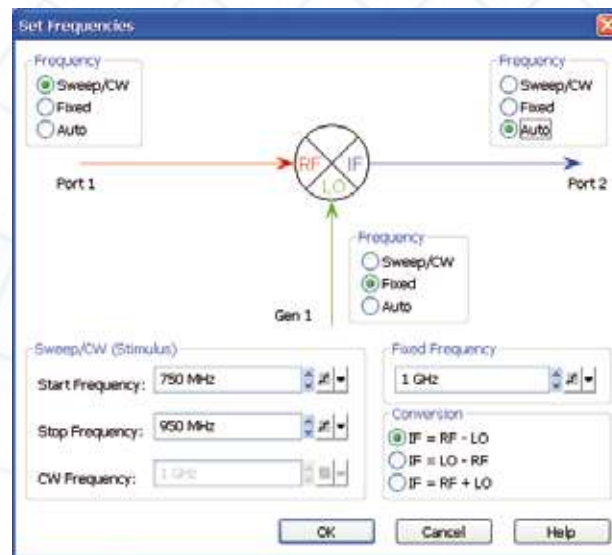 Set Frequencies
Frequency
Sweep/CW
Fixed
Auto
Frequency
Sweep/CW
Fixed
Auto
RF
IF
LO
Port 1
Port 2
Frequency
Sweep/CW
Fixed
Auto
Gen 1
Sweep/CW (Stimulus)
Start Frequency: 750 MHz
Stop Frequency: 950 MHz
CW Frequency: 1 GHz
Fixed Frequency
1 GHz
Conversion
IF = RF - LO
IF = LO - RF
IF = RF + LO
OK Cancel Help